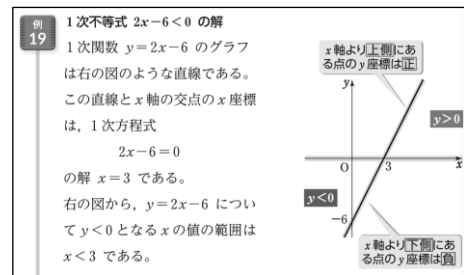 例
19
1次不等式 2x−6<0 の解
1次関数 y=2x−6 のグラフ
は右の図のような直線である。
この直線とx軸の交点のx座標
は，1次方程式
2x−6=0
の解 x=3 である。
右の図から，y=2x−6 につい
て y<0 となる x の値の範囲は
x<3 である。
x軸より上側にあ
る点のy座標は正
y
y>0
O
3
x
y<0
−6
x軸より下側にあ
る点のy座標は負